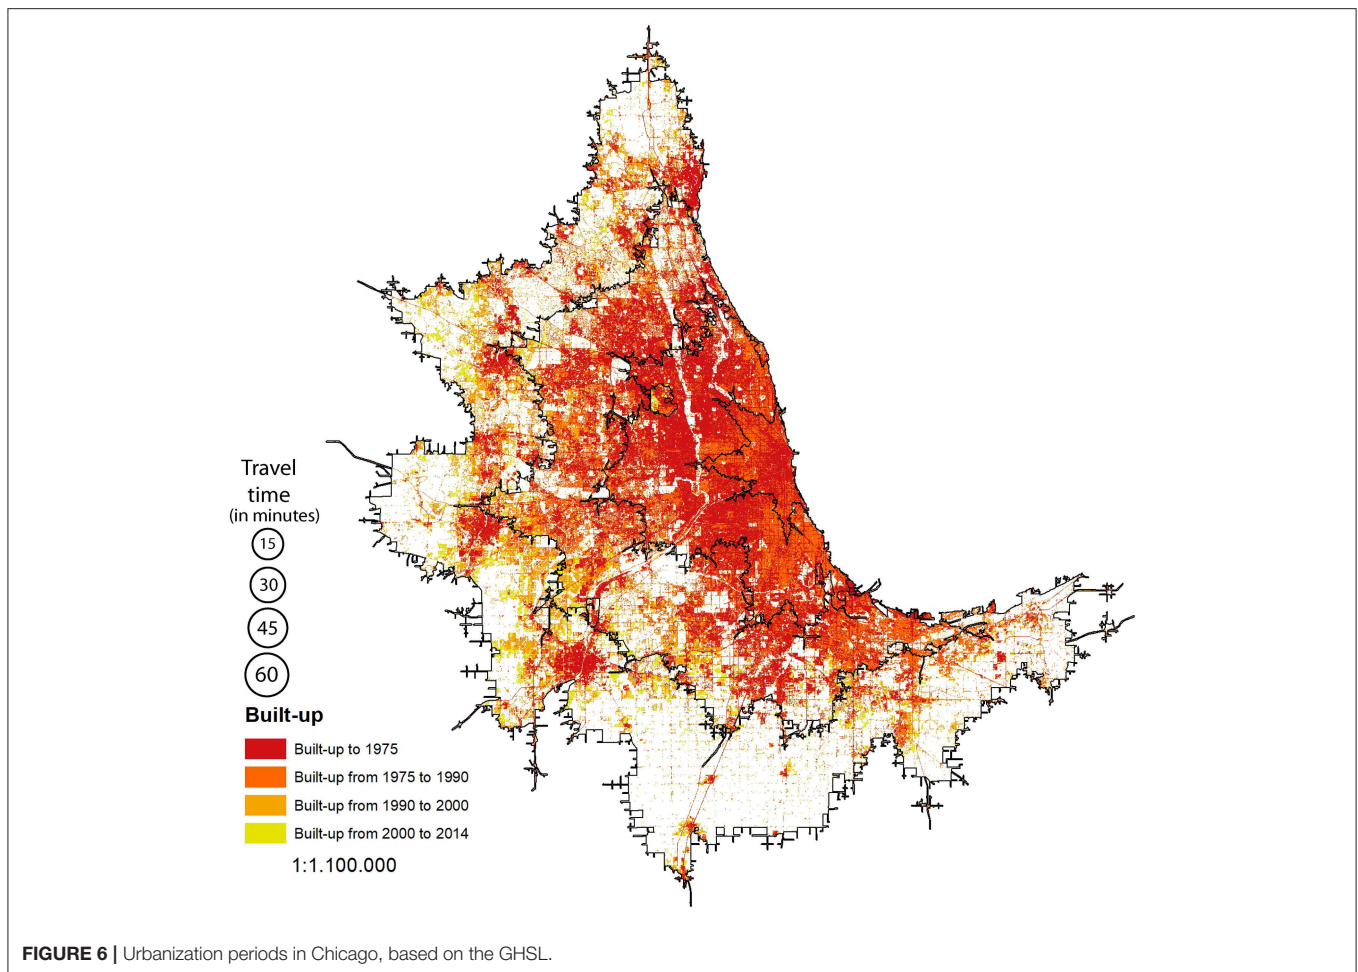 Travel
time
(in minutes)
15
30
45
60
Built-up
Built-up to 1975
Built-up from 1975 to 1990
Built-up from 1990 to 2000
Built-up from 2000 to 2014
1:1.100.000
FIGURE 6 | Urbanization periods in Chicago, based on the GHSL.